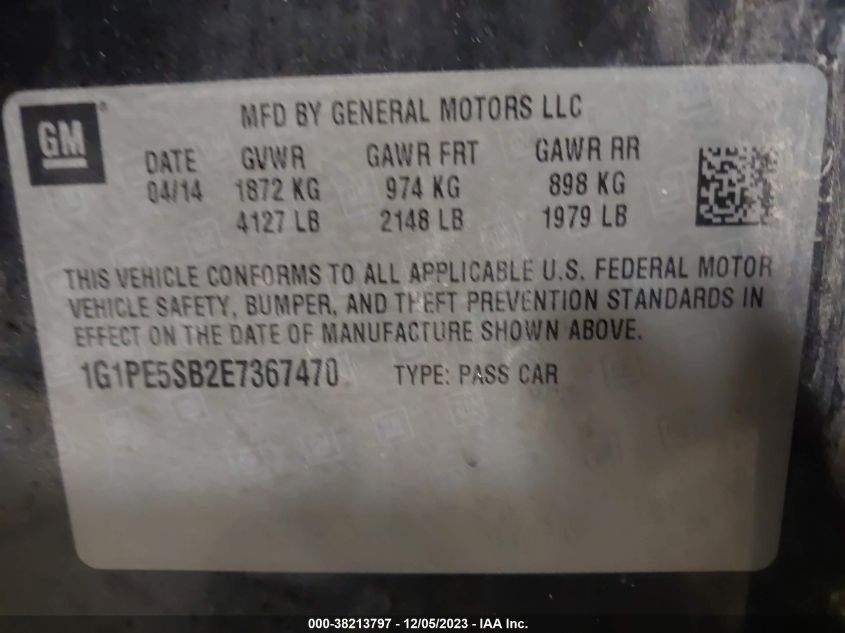 GM® MFD BY GENERAL MOTORS LLC
DATE GVWR GAWR FRT GAWR RR
04/14 1872 KG 974 KG 898 KG
4127 LB 2148 LB 1979 LB
THIS VEHICLE CONFORMS TO ALL APPLICABLE U.S. FEDERAL MOTOR
VEHICLE SAFETY, BUMPER, AND THEFT PREVENTION STANDARDS IN
EFFECT ON THE DATE OF MANUFACTURE SHOWN ABOVE.
1G1PE5SB2E7367470 TYPE: PASS CAR
000-38213797 - 12/05/2023 - IAA Inc.